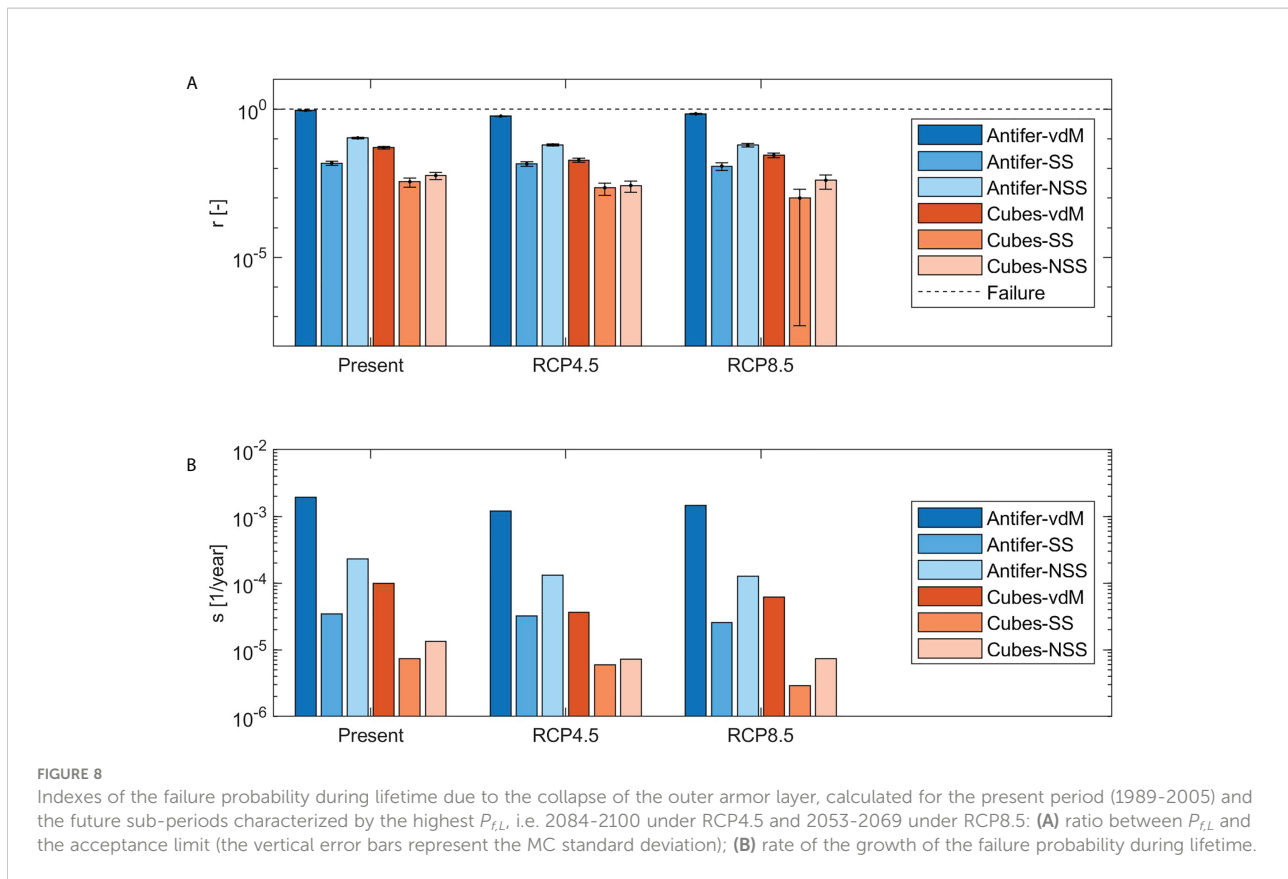 A
10^0
10^-5
r [-]
Antifer-vdM
Antifer-SS
Antifer-NSS
Cubes-vdM
Cubes-SS
Cubes-NSS
Failure
Present
RCP4.5
RCP8.5
B
10^-2
10^-3
10^-4
10^-5
10^-6
s [1/year]
Antifer-vdM
Antifer-SS
Antifer-NSS
Cubes-vdM
Cubes-SS
Cubes-NSS
Present
RCP4.5
RCP8.5
FIGURE 8
Indexes of the failure probability during lifetime due to the collapse of the outer armor layer, calculated for the present period (1989-2005) and
the future sub-periods characterized by the highest P_f,L, i.e. 2084-2100 under RCP4.5 and 2053-2069 under RCP8.5: (A) ratio between P_f,L and
the acceptance limit (the vertical error bars represent the MC standard deviation); (B) rate of the growth of the failure probability during lifetime.